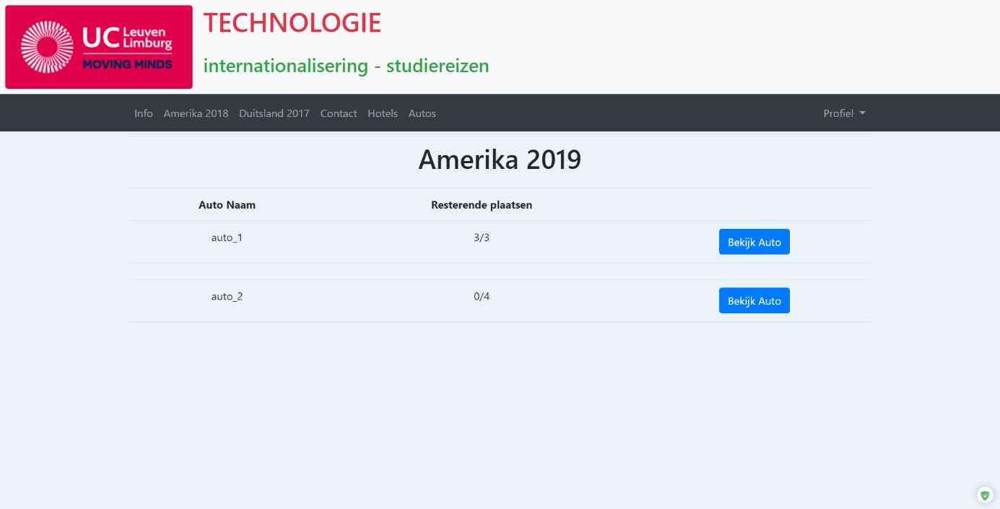 UC Leuven
Limburg
MOVING MINDS
TECHNOLOGIE
internationalisering - studiereizen
Info Amerika 2018 Duitsland 2017 Contact Hotels Autos Profiel
Amerika 2019
Auto Naam Resterende plaatsen
auto_1 3/3 Bekijk Auto
auto_2 0/4 Bekijk Auto